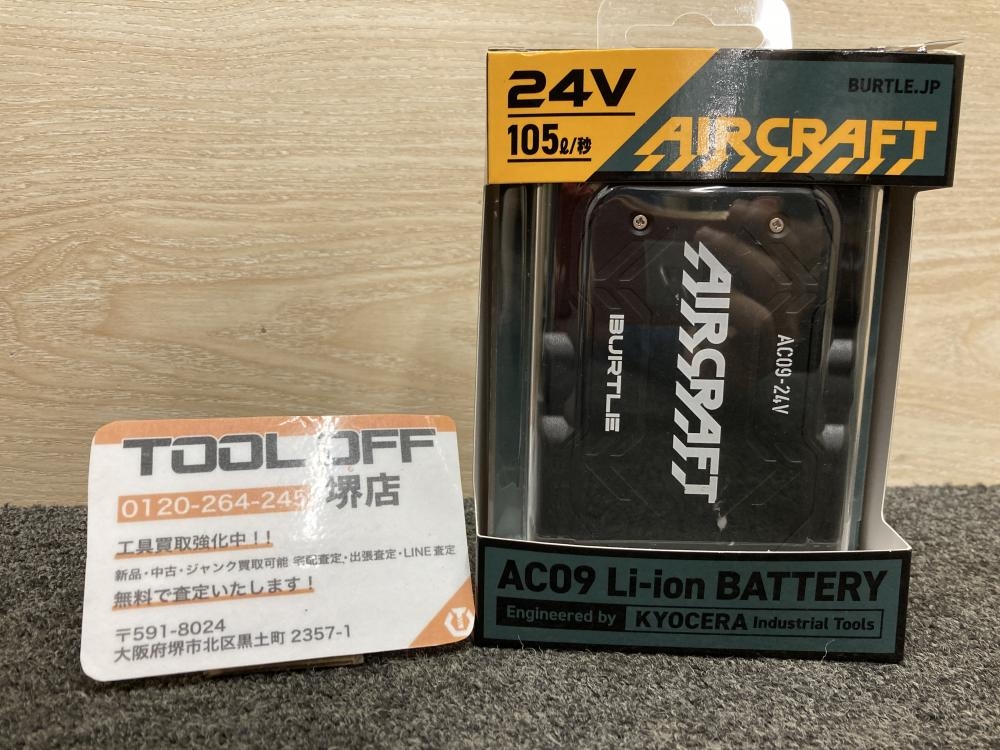 24V
105ℓ/秒
BURTLE.JP
AIRCRAFT
AIRCRAFT
BURTLE
AC09-24V
AC09 Li-ion BATTERY
Engineered by KYOCERA Industrial Tools
TOOL OFF
0120-264-245 堺店
工具買取強化中!!
新品・中古・ジャンク買取可能 宅配査定・出張査定・LINE査定
無料で査定いたします!
〒591-8024
大阪府堺市北区黒土町 2357-1